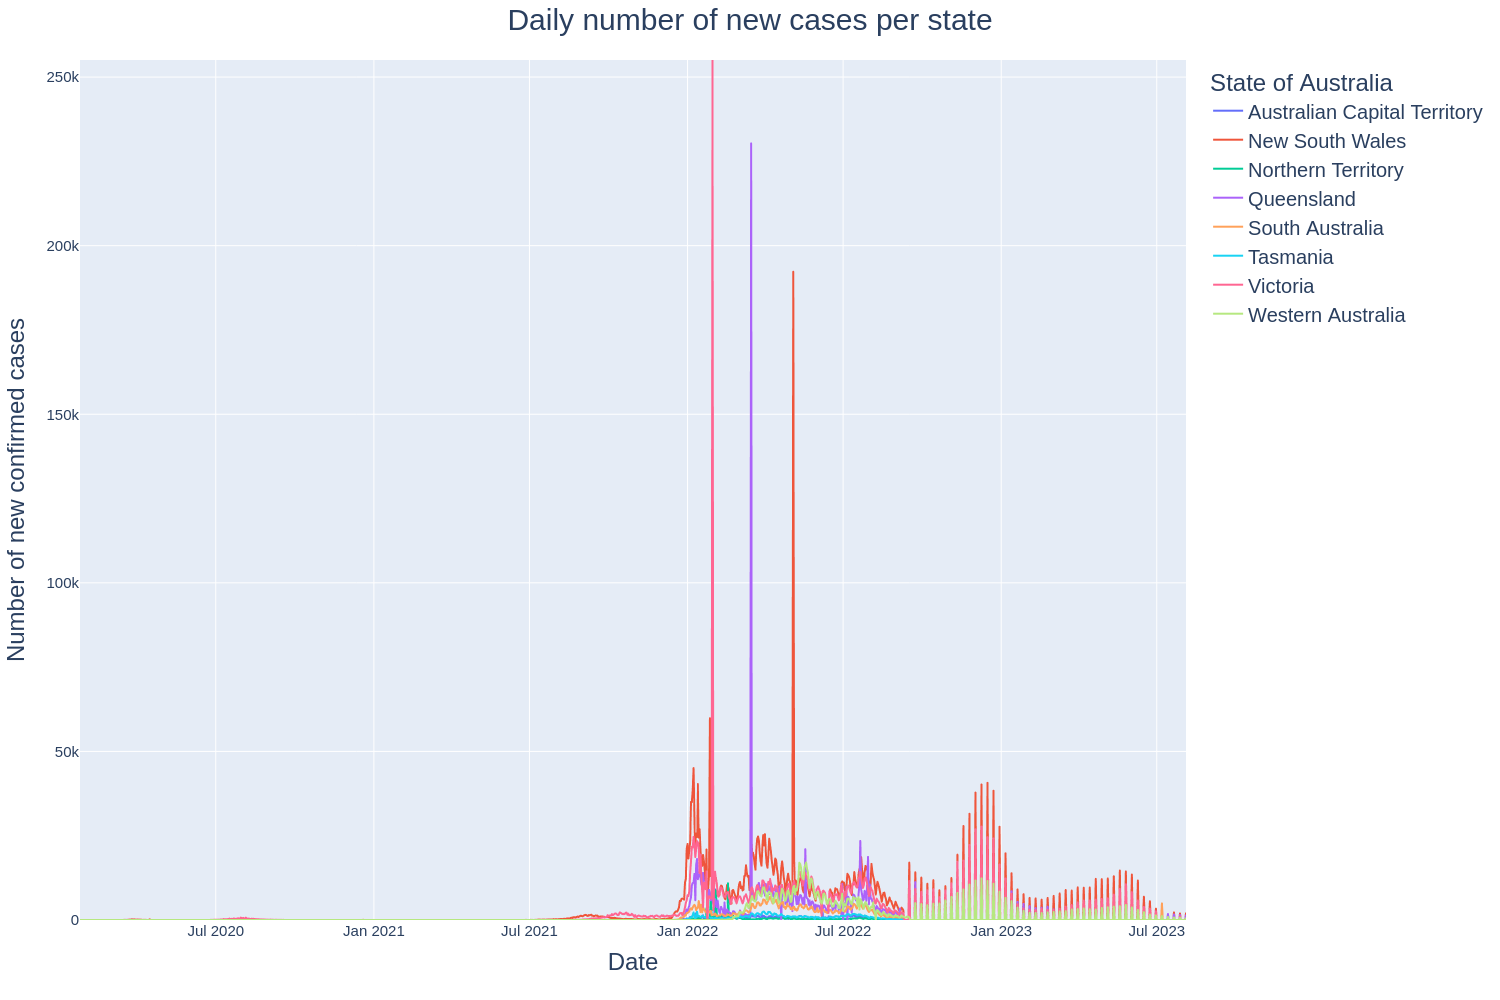 Daily number of new cases per state
State of Australia
Australian Capital Territory
New South Wales
Northern Territory
Queensland
South Australia
Tasmania
Victoria
Western Australia
Number of new confirmed cases
250k
200k
150k
100k
50k
0
Jul 2020
Jan 2021
Jul 2021
Jan 2022
Jul 2022
Jan 2023
Jul 2023
Date